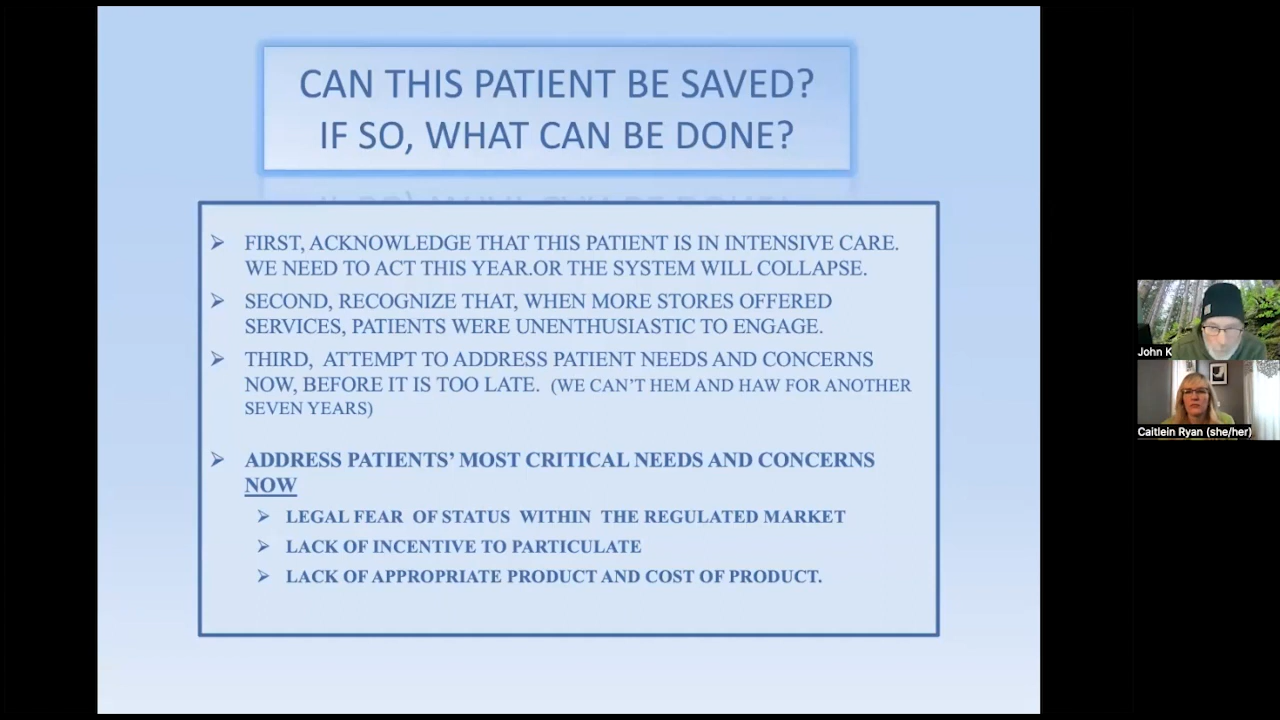 CAN THIS PATIENT BE SAVED?
IF SO, WHAT CAN BE DONE?
➢ FIRST, ACKNOWLEDGE THAT THIS PATIENT IS IN INTENSIVE CARE.
WE NEED TO ACT THIS YEAR.OR THE SYSTEM WILL COLLAPSE.
➢ SECOND, RECOGNIZE THAT, WHEN MORE STORES OFFERED
SERVICES, PATIENTS WERE UNENTHUSIASTIC TO ENGAGE.
➢ THIRD, ATTEMPT TO ADDRESS PATIENT NEEDS AND CONCERNS
NOW, BEFORE IT IS TOO LATE. (WE CAN'T HEM AND HAW FOR ANOTHER
SEVEN YEARS)
➢ ADDRESS PATIENTS' MOST CRITICAL NEEDS AND CONCERNS
NOW
➢ LEGAL FEAR OF STATUS WITHIN THE REGULATED MARKET
➢ LACK OF INCENTIVE TO PARTICULATE
➢ LACK OF APPROPRIATE PRODUCT AND COST OF PRODUCT.
John K
Caitlein Ryan (she/her)